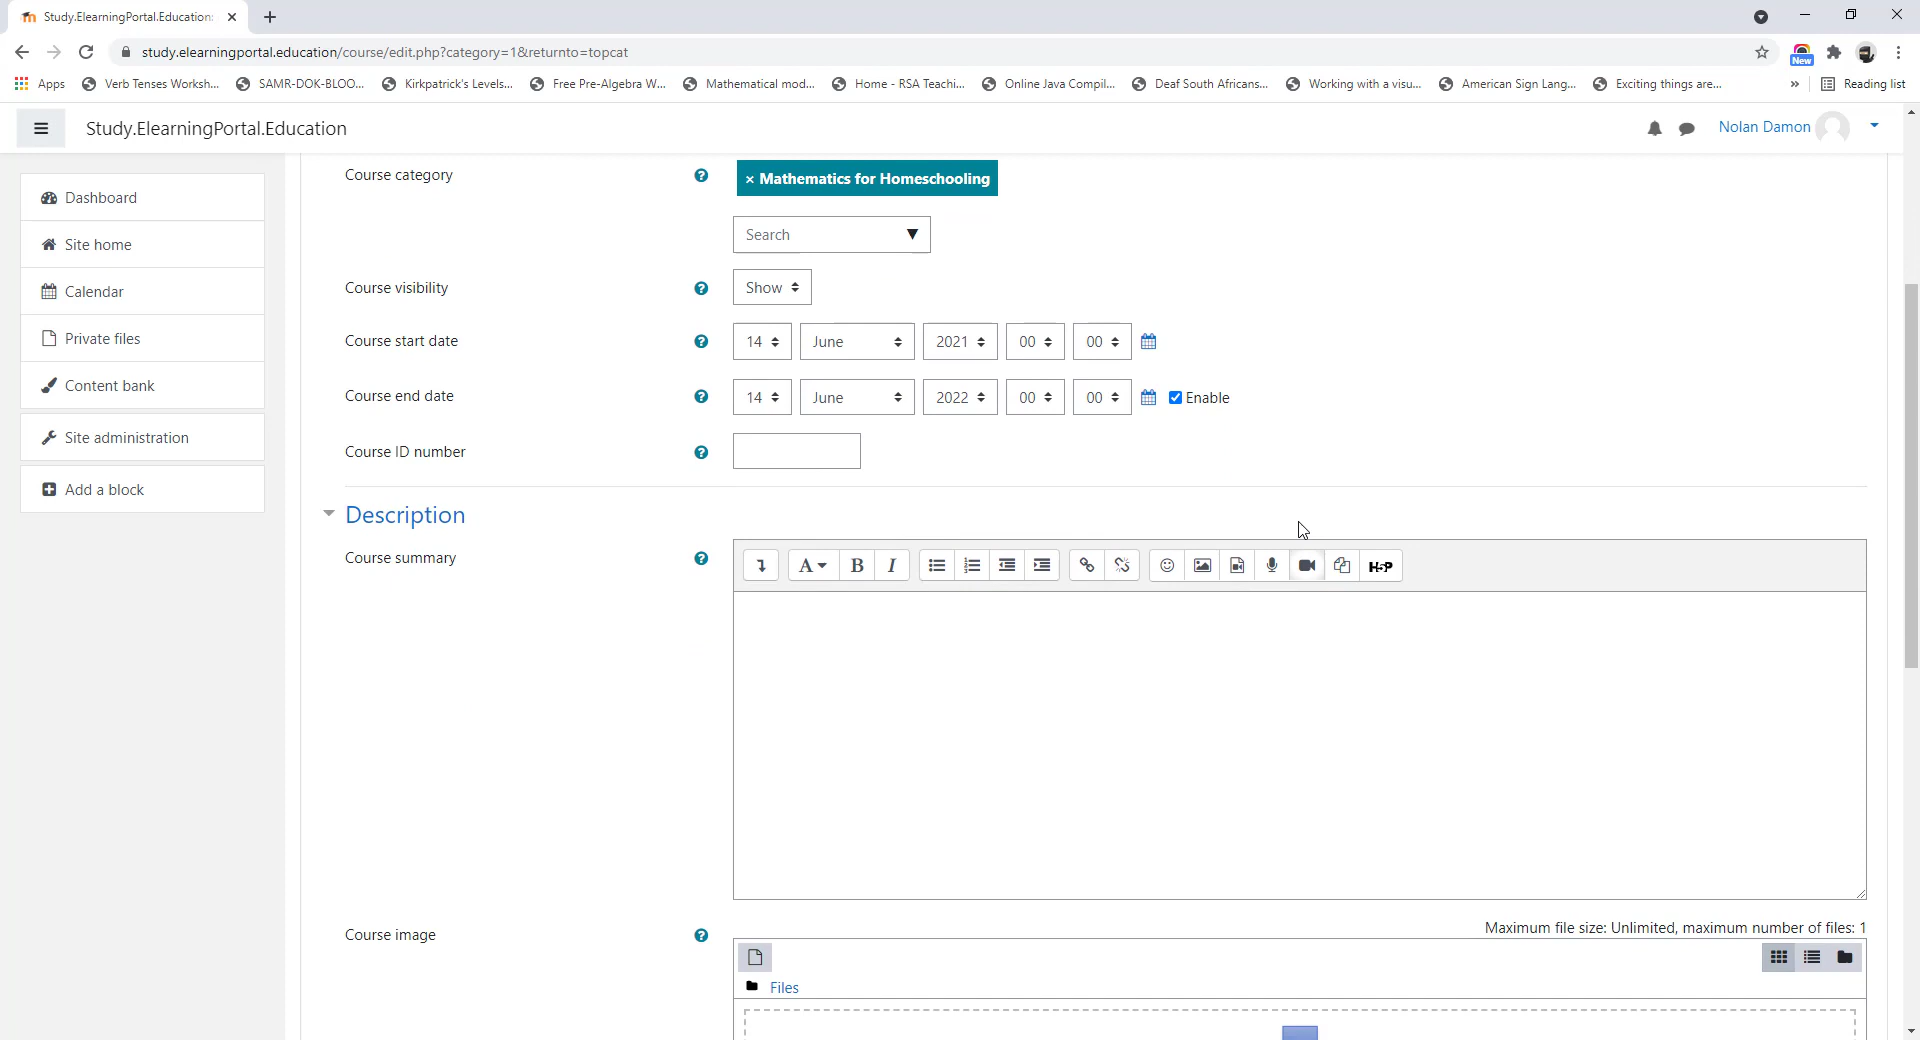 Study.ElearningPortal.Education:
study.elearningportal.education/course/edit.php?category=1&returnto=topcat
New
Apps
Verb Tenses Worksh...
SAMR-DOK-BLOO...
Kirkpatrick's Levels...
Free Pre-Algebra W...
Mathematical mod...
Home - RSA Teachi...
Online Java Compil...
Deaf South Africans...
Working with a visu...
American Sign Lang...
Exciting things are...
»
Reading list
Study.ElearningPortal.Education
Nolan Damon
Dashboard
Site home
Calendar
Private files
Content bank
Site administration
Add a block
Course category
× Mathematics for Homeschooling
Search ▼
Course visibility
Show
Course start date
14 June 2021 00 00
Course end date
14 June 2022 00 00 Enable
Course ID number
Description
Course summary
A B I
H5P
Maximum file size: Unlimited, maximum number of files: 1
Course image
Files